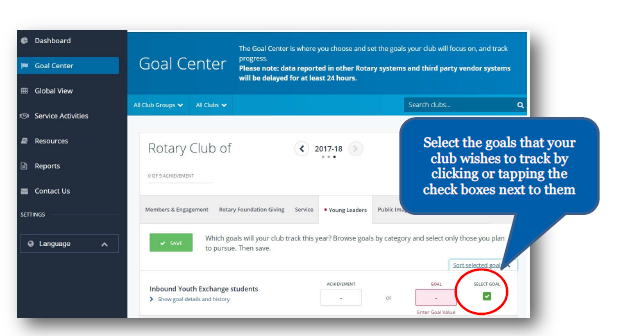 Dashboard
Goal Center
Global View
Service Activities
Resources
Reports
Contact Us
SETTINGS
Language
Goal Center
The Goal Center is where you choose and set the goals your club will focus on, and track
progress.
Please note: data reported in other Rotary systems and third party vendor systems
will be delayed for at least 24 hours.
All Club Groups
All Clubs
Search clubs...
Rotary Club of
2017-18
0 OF 9 ACHIEVEMENT
Members & Engagement
Rotary Foundation Giving
Service
• Young Leaders
Public Ima
SAVE
Which goals will your club track this year? Browse goals by category and select only those you plan
to pursue. Then save.
Sort selected goal
Inbound Youth Exchange students
Show goal details and history
ACHIEVEMENT
-
of
GOAL
-
Enter Goal Value
SELECT GOAL
Select the goals that your
club wishes to track by
clicking or tapping the
check boxes next to them